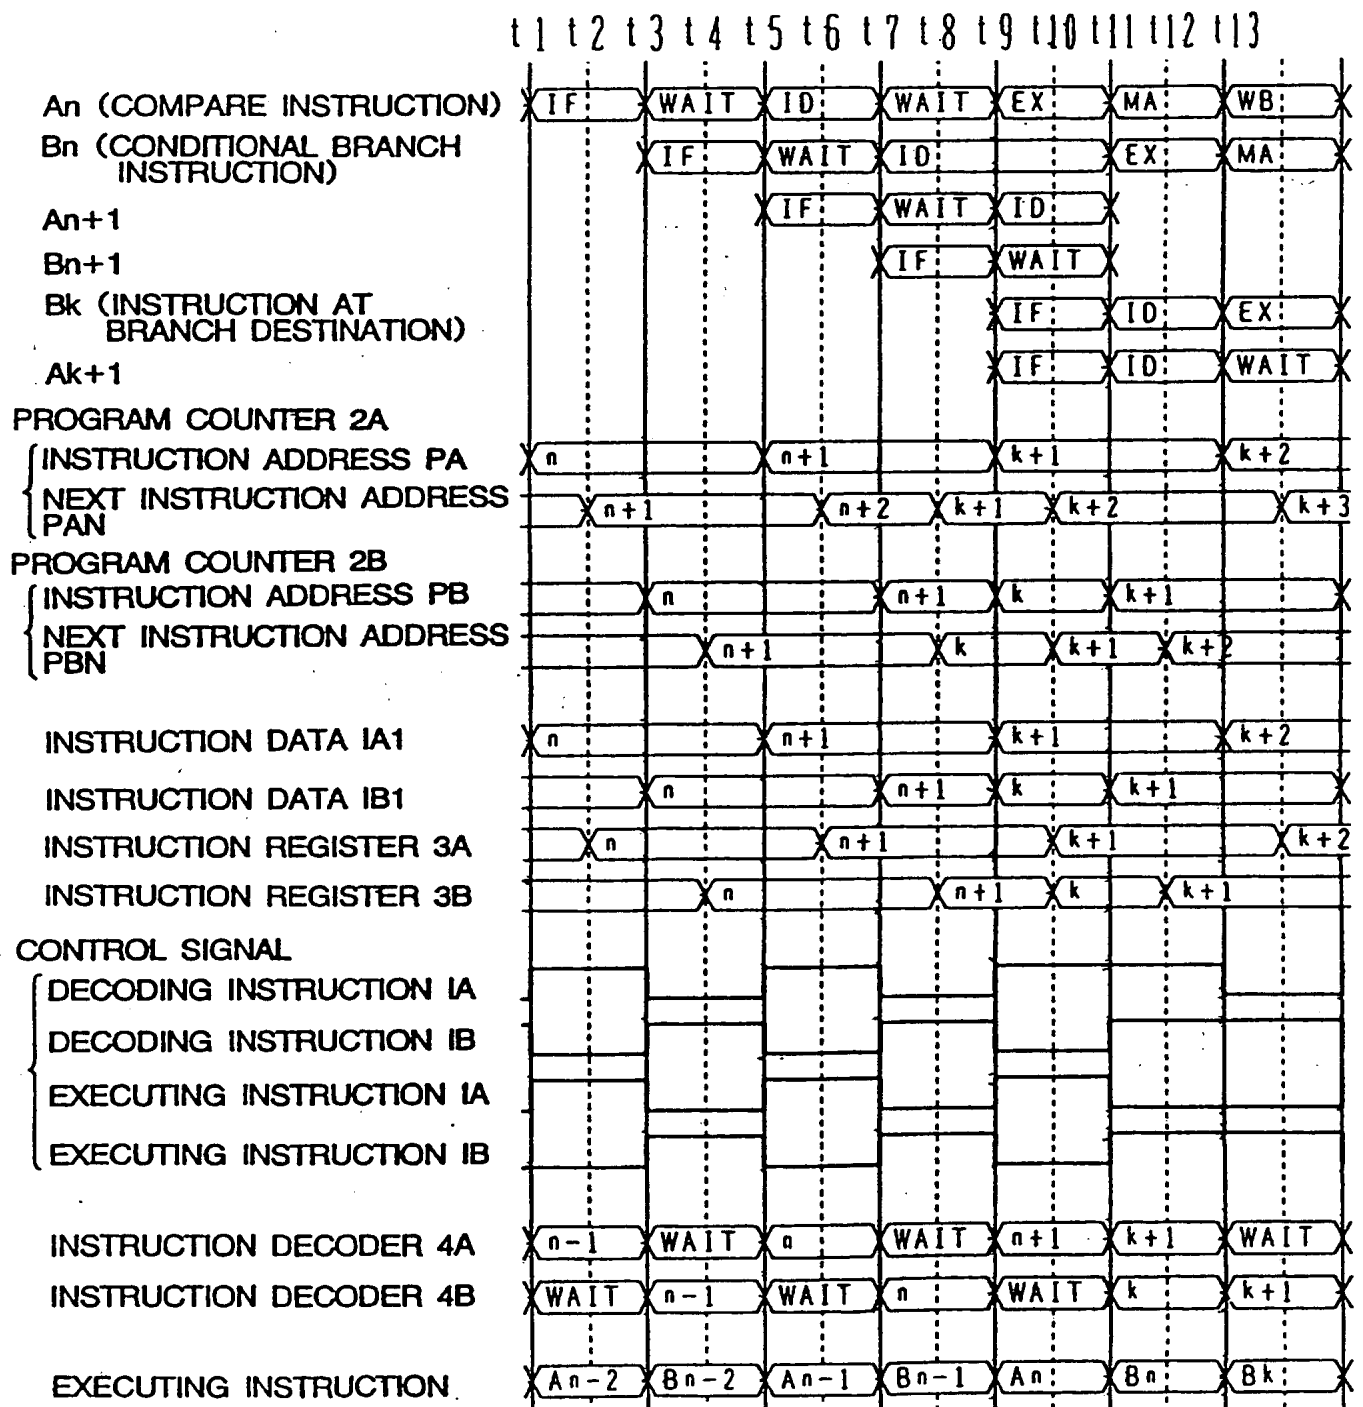 t1 t2 t3 t4 t5 t6 t7 t8 t9 t10 t11 t12 t13
An (COMPARE INSTRUCTION) IF WAIT ID WAIT EX MA WB
Bn (CONDITIONAL BRANCH
INSTRUCTION) IF WAIT ID EX MA
An+1 IF WAIT ID
Bn+1 IF WAIT
Bk (INSTRUCTION AT
BRANCH DESTINATION) IF ID EX
Ak+1 IF ID WAIT
PROGRAM COUNTER 2A
INSTRUCTION ADDRESS PA n n+1 k+1 k+2
NEXT INSTRUCTION ADDRESS
PAN n+1 n+2 k+1 k+2 k+3
PROGRAM COUNTER 2B
INSTRUCTION ADDRESS PB n n+1 k k+1
NEXT INSTRUCTION ADDRESS
PBN n+1 k k+1 k+2
INSTRUCTION DATA IA1 n n+1 k+1 k+2
INSTRUCTION DATA IB1 n n+1 k k+1
INSTRUCTION REGISTER 3A n n+1 k+1 k+2
INSTRUCTION REGISTER 3B n n+1 k k+1
CONTROL SIGNAL
DECODING INSTRUCTION IA
DECODING INSTRUCTION IB
EXECUTING INSTRUCTION IA
EXECUTING INSTRUCTION IB
INSTRUCTION DECODER 4A n-1 WAIT n WAIT n+1 k+1 WAIT
INSTRUCTION DECODER 4B WAIT n-1 WAIT n WAIT k k+1
EXECUTING INSTRUCTION An-2 Bn-2 An-1 Bn-1 An Bn Bk